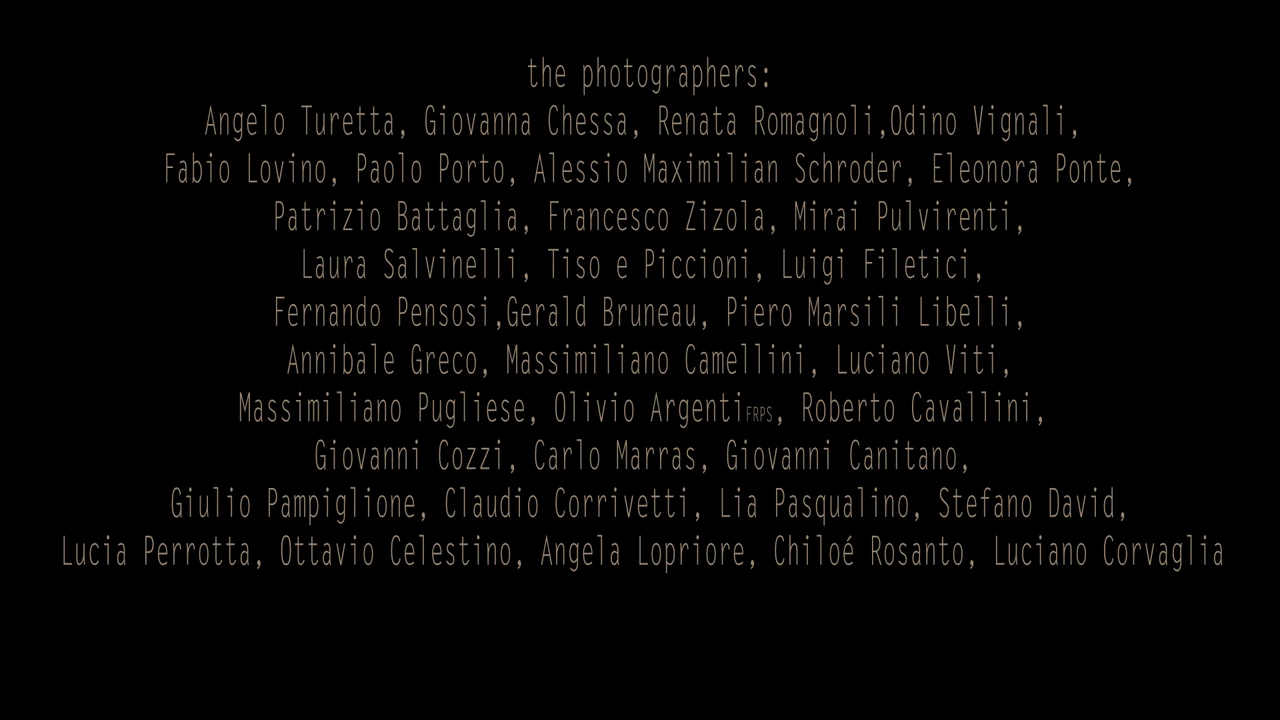 the photographers:
Angelo Turetta, Giovanna Chessa, Renata Romagnoli,Odino Vignali,
Fabio Lovino, Paolo Porto, Alessio Maximilian Schroder, Eleonora Ponte,
Patrizio Battaglia, Francesco Zizola, Mirai Pulvirenti,
Laura Salvinelli, Tiso e Piccioni, Luigi Filetici,
Fernando Pensosi,Gerald Bruneau, Piero Marsili Libelli,
Annibale Greco, Massimiliano Camellini, Luciano Viti,
Massimiliano Pugliese, Olivio ArgentiFRPS, Roberto Cavallini,
Giovanni Cozzi, Carlo Marras, Giovanni Canitano,
Giulio Pampiglione, Claudio Corrivetti, Lia Pasqualino, Stefano David,
Lucia Perrotta, Ottavio Celestino, Angela Lopriore, Chiloé Rosanto, Luciano Corvaglia